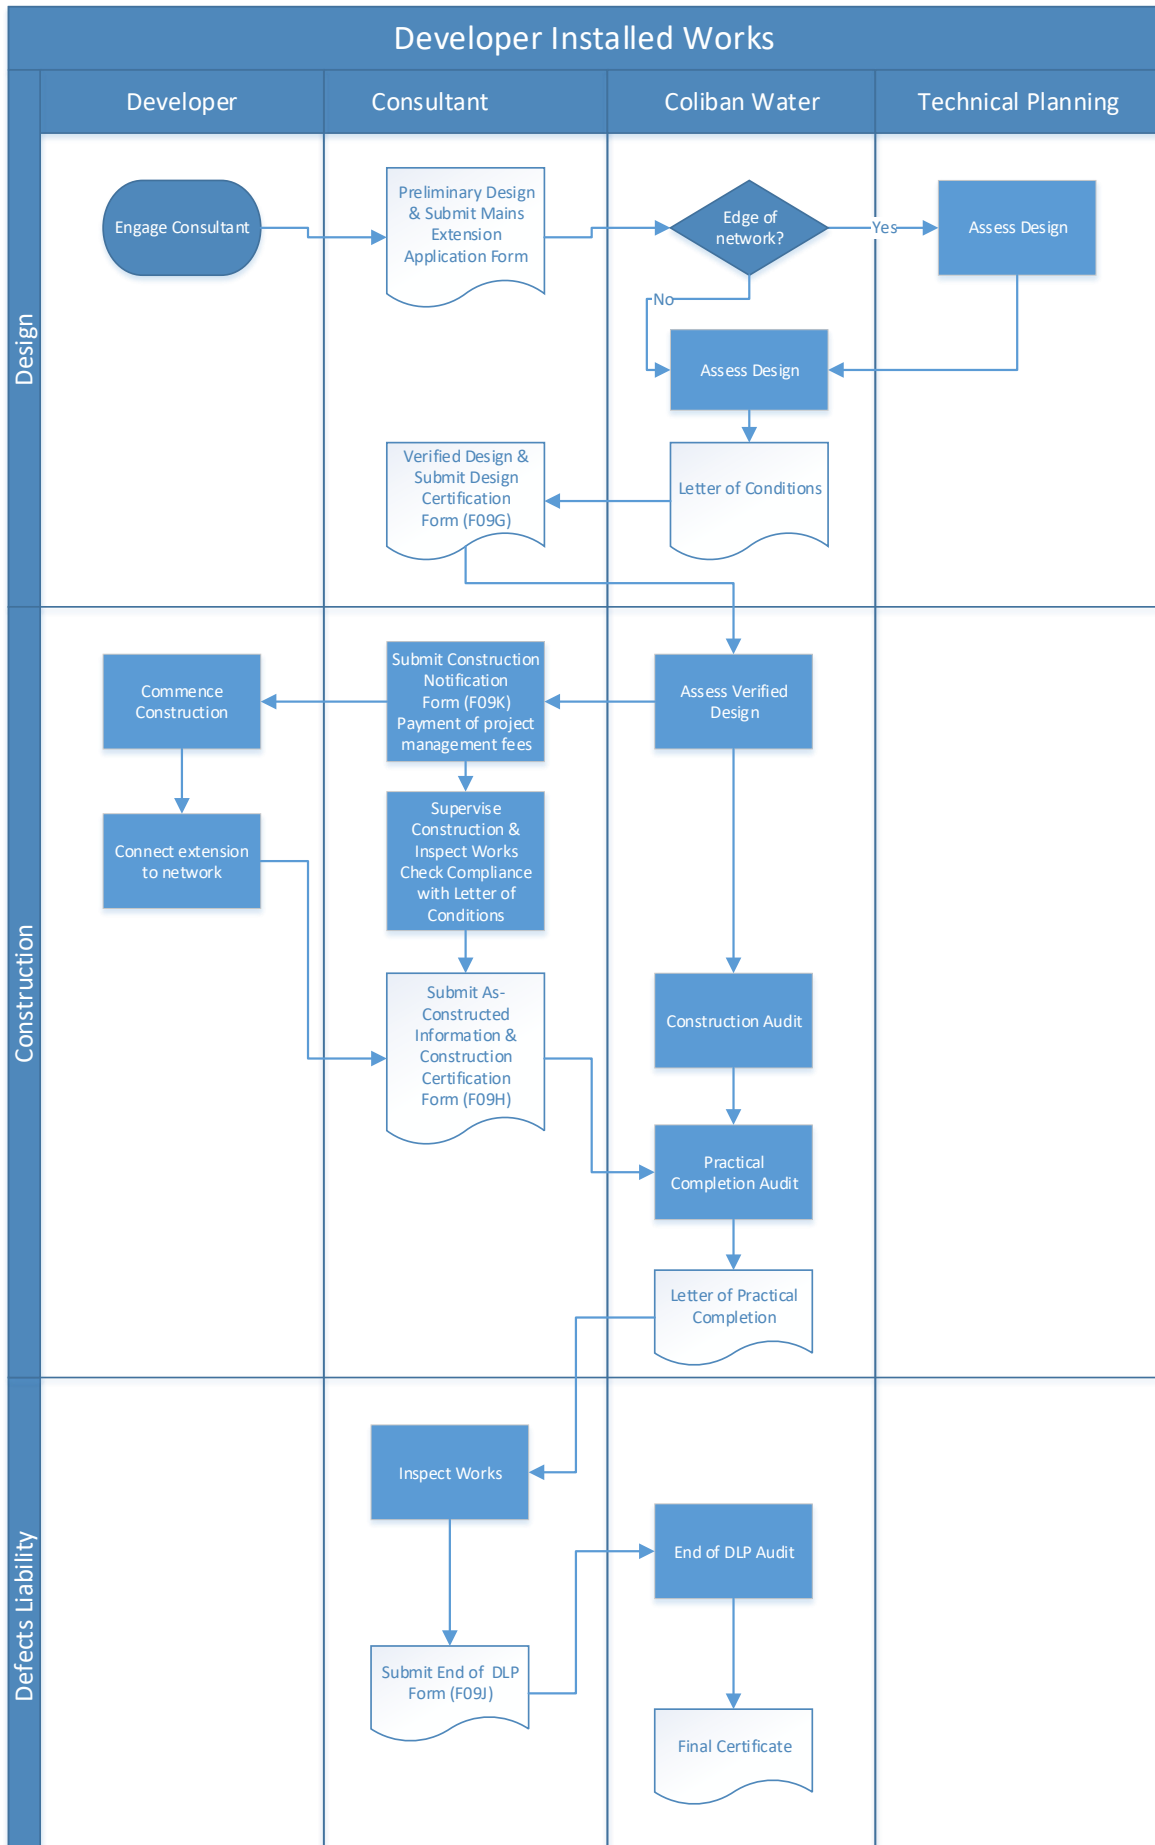 Developer Installed Works
Developer
Consultant
Coliban Water
Technical Planning
Design
Engage Consultant
Preliminary Design
& Submit Mains
Extension
Application Form
Edge of
network?
Yes
Assess Design
No
Assess Design
Verified Design &
Submit Design
Certification
Form (F09G)
Letter of Conditions
Construction
Commence
Construction
Submit Construction
Notification
Form (F09K)
Payment of project
management fees
Assess Verified
Design
Connect extension
to network
Supervise
Construction &
Inspect Works
Check Compliance
with Letter of
Conditions
Submit As-
Constructed
Information &
Construction
Certification
Form (F09H)
Construction Audit
Practical
Completion Audit
Letter of Practical
Completion
Defects Liability
Inspect Works
End of DLP Audit
Submit End of DLP
Form (F09J)
Final Certificate